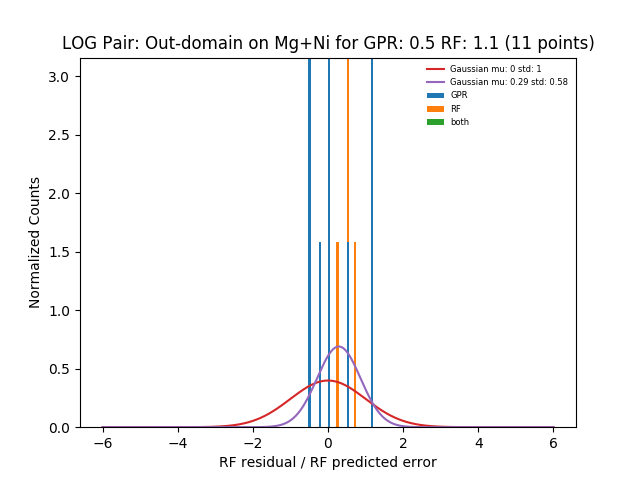 LOG Pair: Out-domain on Mg+Ni for GPR: 0.5 RF: 1.1 (11 points)
Gaussian mu: 0 std: 1
Gaussian mu: 0.29 std: 0.58
GPR
RF
both
Normalized Counts
3.0
2.5
2.0
1.5
1.0
0.5
0.0
−6 −4 −2 0 2 4 6
RF residual / RF predicted error